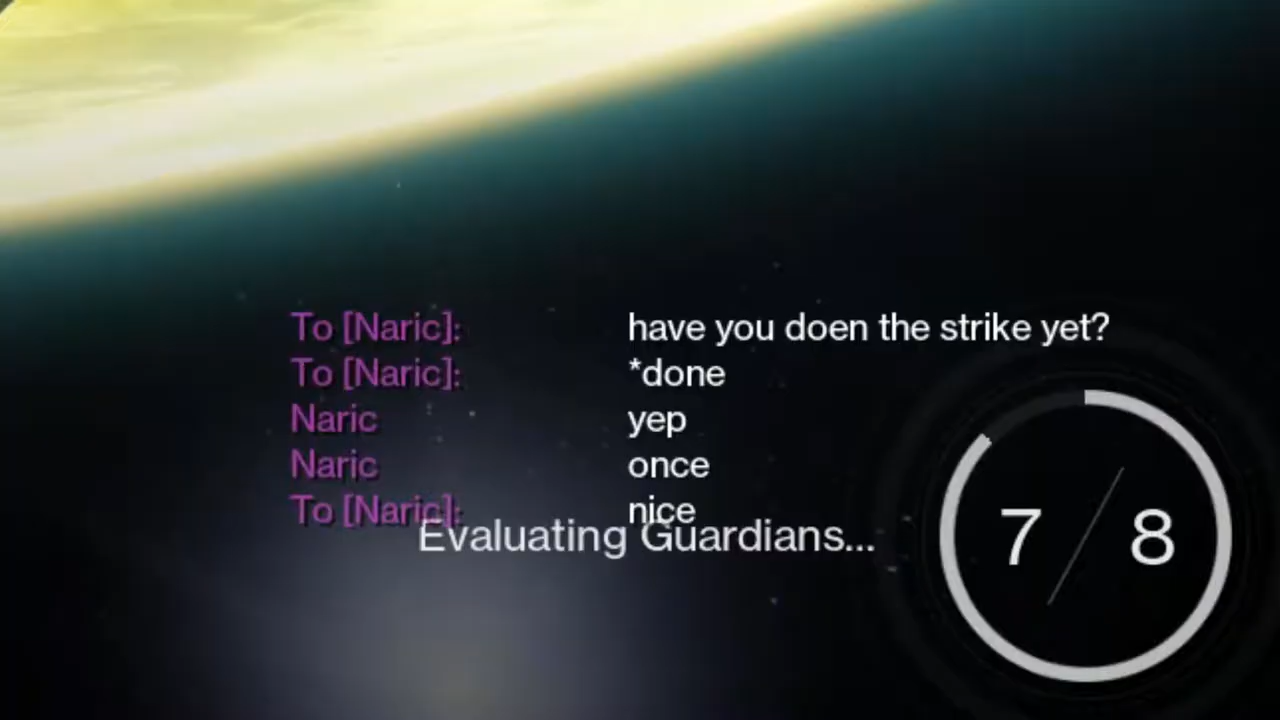 To [Naric]: have you doen the strike yet?
To [Naric]: *done
Naric yep
Naric once
To [Naric]: nice
Evaluating Guardians...
7 / 8